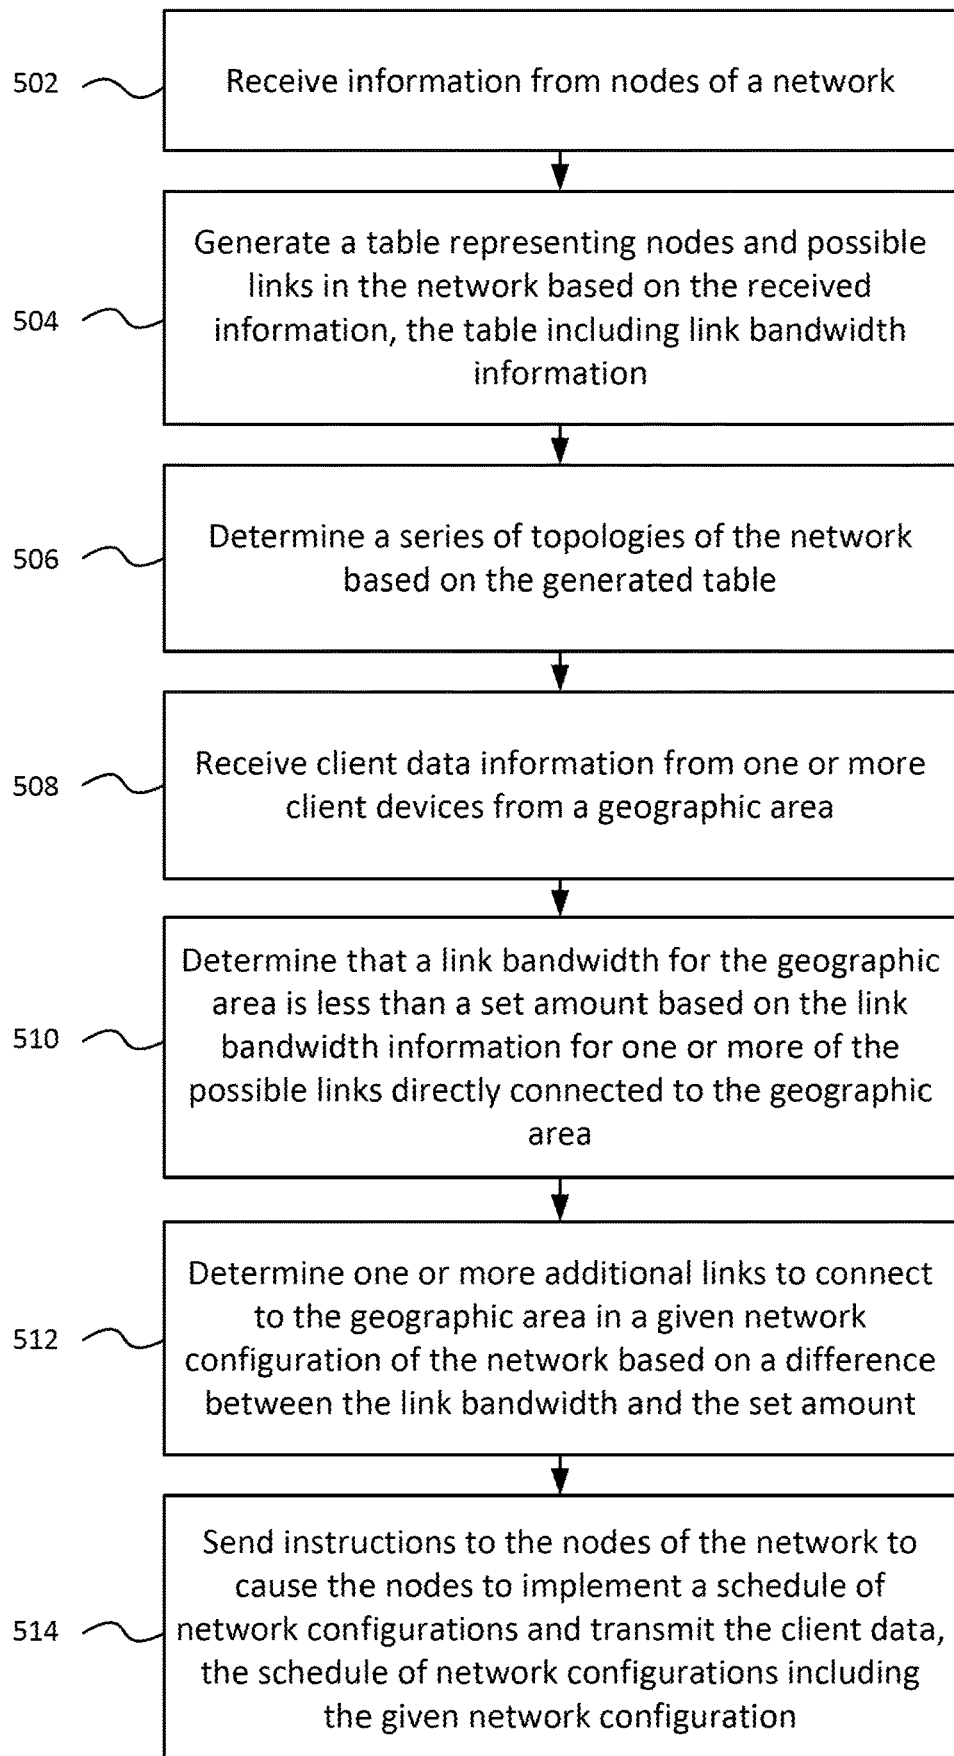 502
Receive information from nodes of a network
504
Generate a table representing nodes and possible
links in the network based on the received
information, the table including link bandwidth
information
506
Determine a series of topologies of the network
based on the generated table
508
Receive client data information from one or more
client devices from a geographic area
510
Determine that a link bandwidth for the geographic
area is less than a set amount based on the link
bandwidth information for one or more of the
possible links directly connected to the geographic
area
512
Determine one or more additional links to connect
to the geographic area in a given network
configuration of the network based on a difference
between the link bandwidth and the set amount
514
Send instructions to the nodes of the network to
cause the nodes to implement a schedule of
network configurations and transmit the client data,
the schedule of network configurations including
the given network configuration